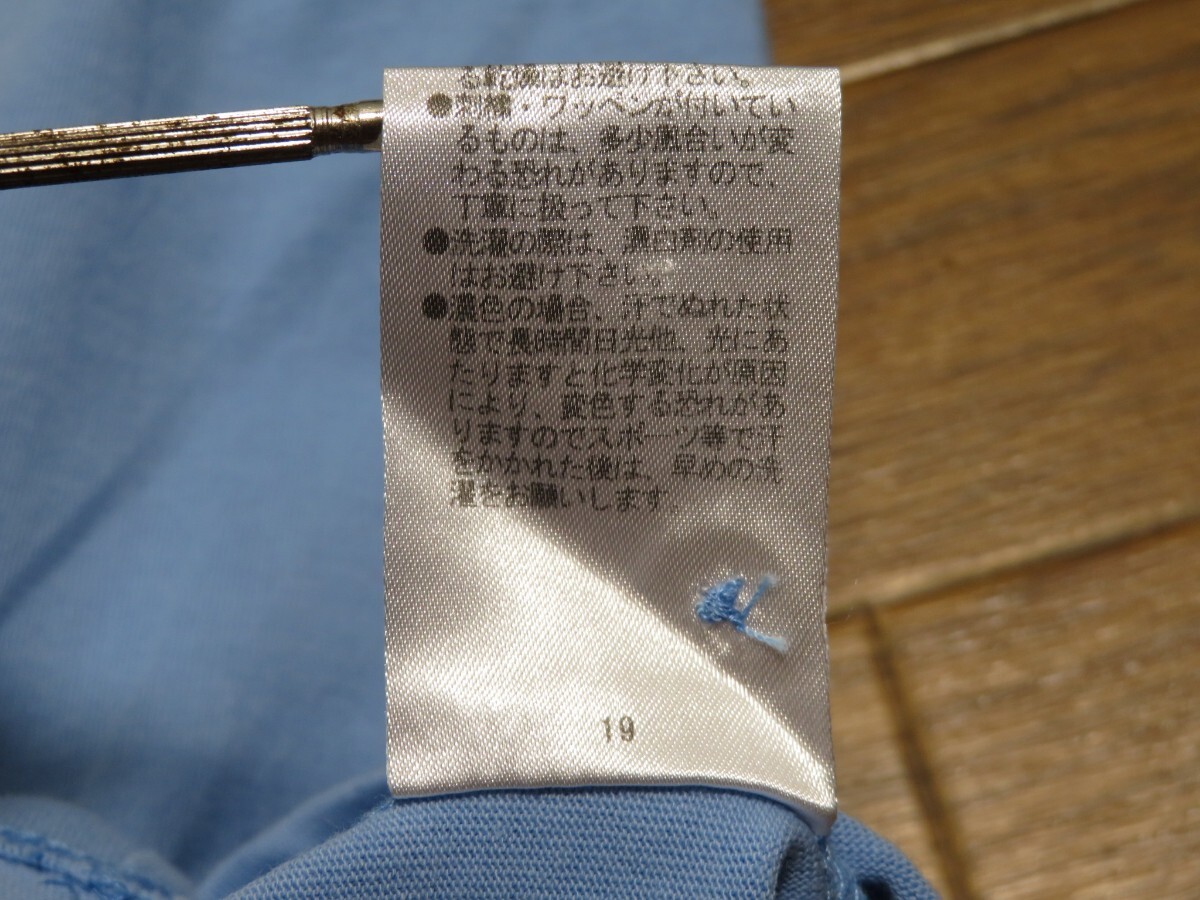 る乾燥はお避け下さい。
●刺繍・ワッペンが付いてい
るものは、多少風合いが変
わる恐れがありますので、
丁寧に扱って下さい。
●洗濯の際は、漂白剤の使用
はお避け下さい。
●濃色の場合、汗でぬれた状
態で長時間日光他、光にあ
たりますと化学変化が原因
により、変色する恐れがあ
りますのでスポーツ等で汗
をかかれた後は、早めの洗
濯をお願いします。
19